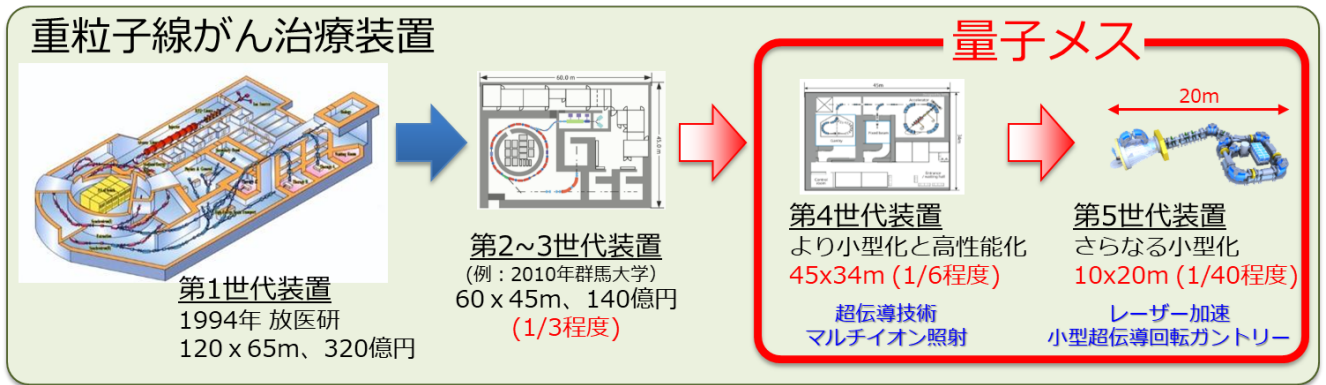 重粒子線がん治療装置
量子メス
60.0 m
45.0 m
45m
20m
第1世代装置
1994年 放医研
120 x 65m、320億円
第2~3世代装置
(例：2010年群馬大学)
60 x 45m、140億円
(1/3程度)
第4世代装置
より小型化と高性能化
45x34m (1/6程度)
超伝導技術
マルチイオン照射
第5世代装置
さらなる小型化
10x20m (1/40程度)
レーザー加速
小型超伝導回転ガントリー